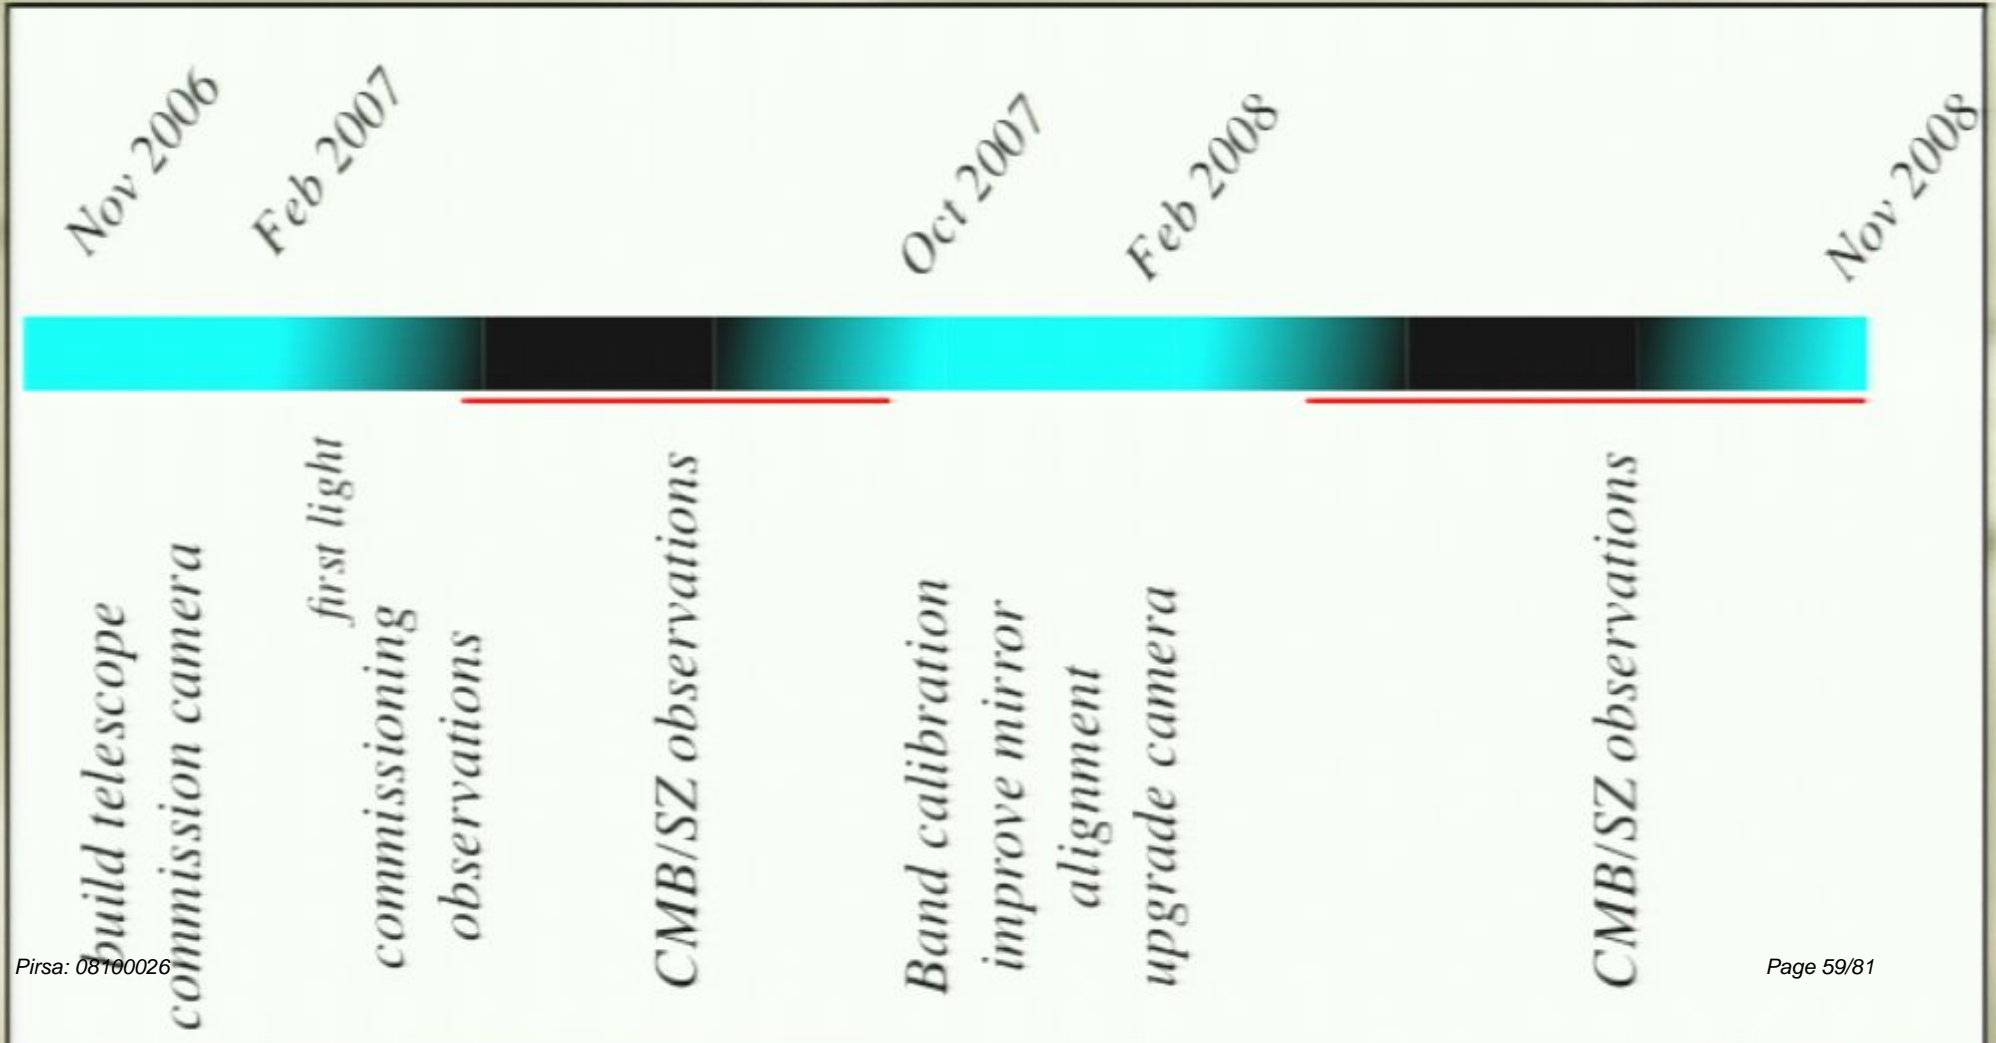 Nov 2006
Feb 2007
Oct 2007
Feb 2008
Nov 2008
build telescope
commission camera
first light
commissioning
observations
CMB/SZ observations
Band calibration
improve mirror
alignment
upgrade camera
CMB/SZ observations
Pirsa: 08100026
Page 59/81